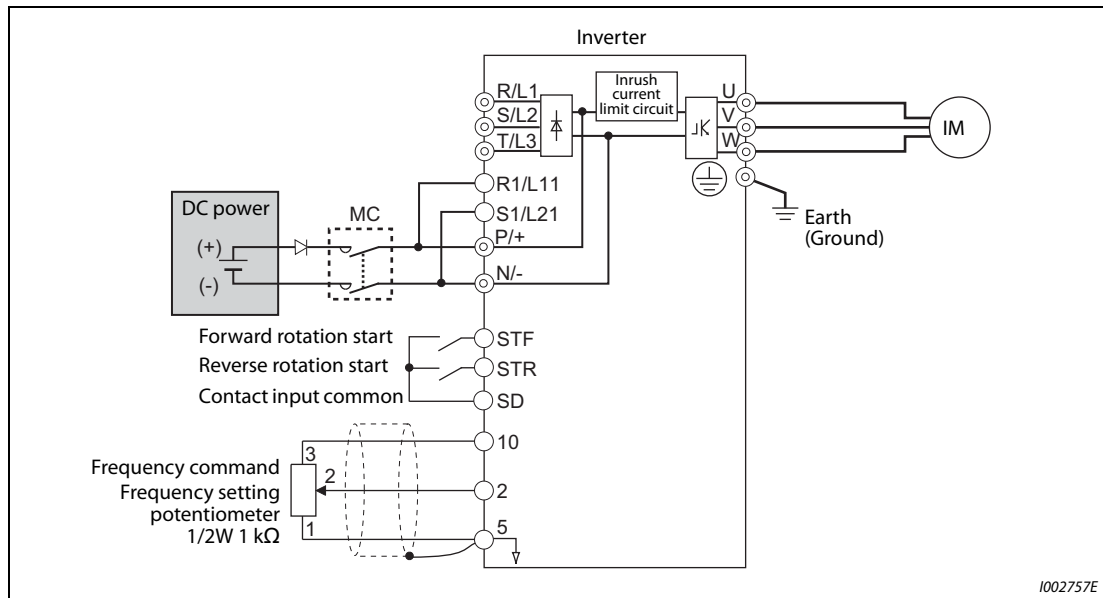 Inverter
R/L1
S/L2
T/L3
Inrush
current
limit circuit
U
V
W
IM
R1/L11
S1/L21
DC power
MC
P/+
(+)
(-)
N/-
Earth
(Ground)
Forward rotation start
STF
Reverse rotation start
STR
Contact input common
SD
10
3
Frequency command
2
2
Frequency setting
potentiometer
1/2W 1 kΩ
1
5
I002757E